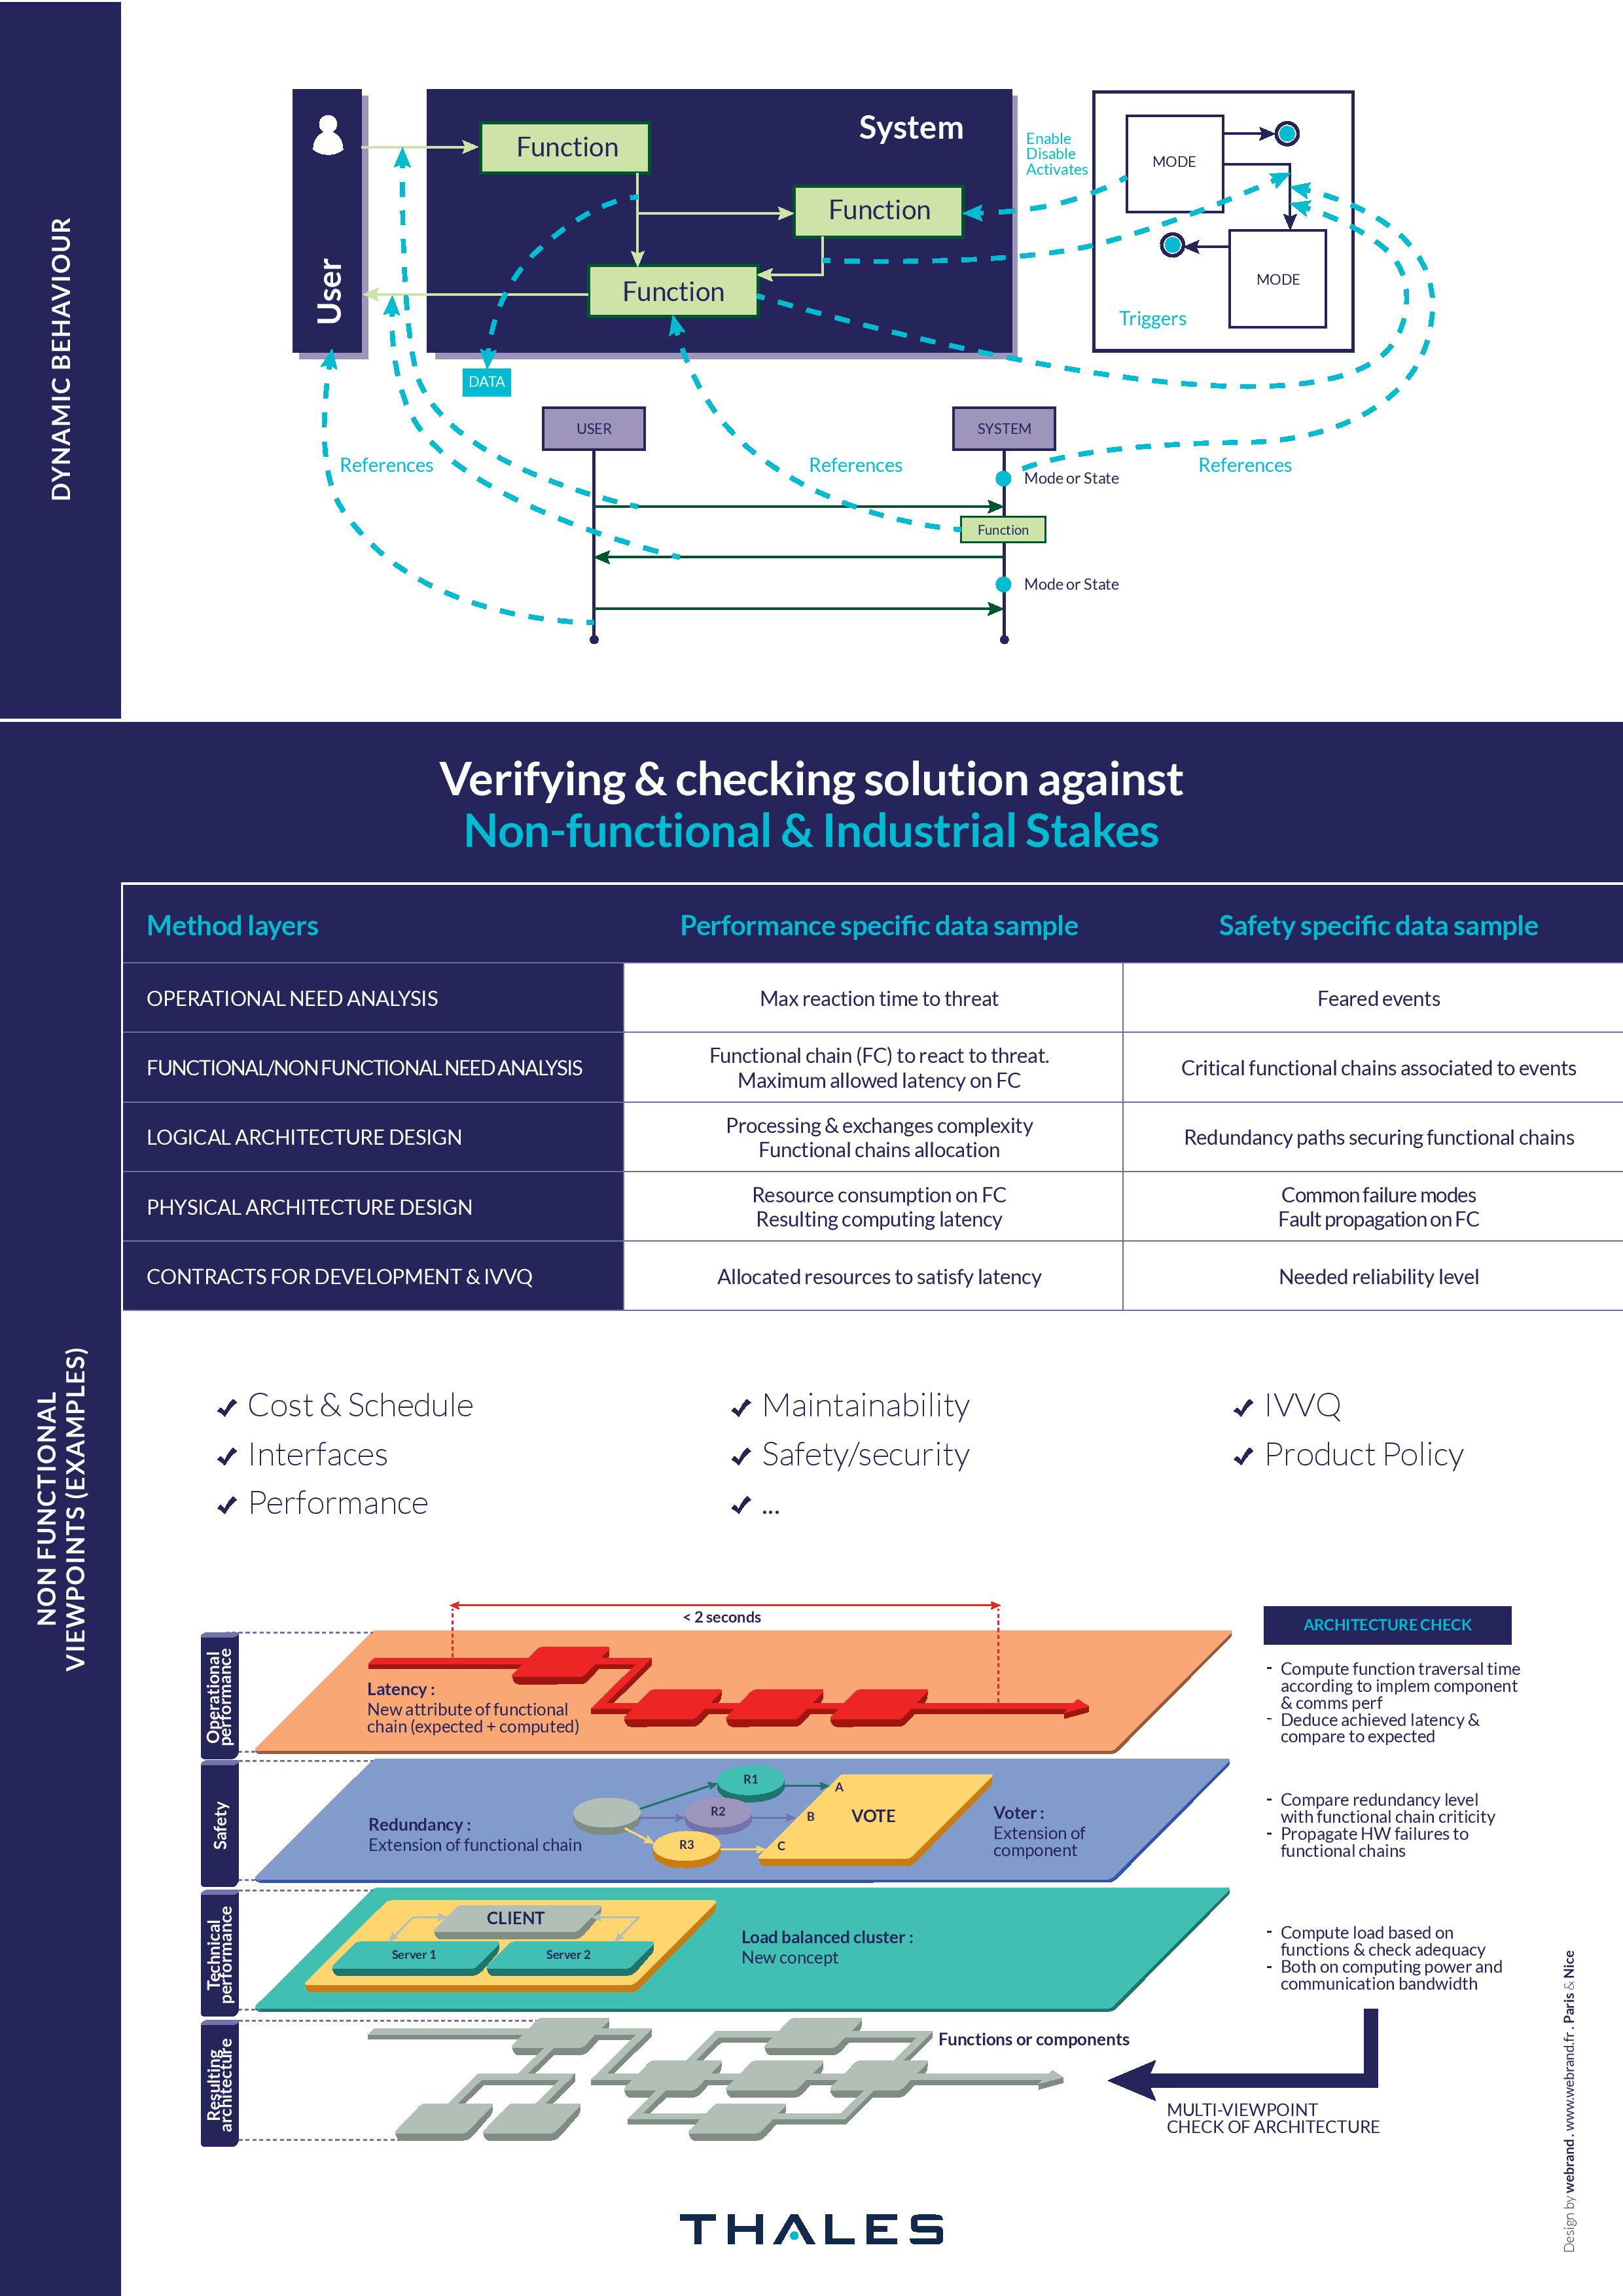 DYNAMIC BEHAVIOUR
User
System
Function
Function
Function
DATA
Enable
Disable
Activates
MODE
MODE
Triggers
USER
SYSTEM
References
References
References
Mode or State
Function
Mode or State
Verifying & checking solution against
Non-functional & Industrial Stakes
Method layers
Performance specific data sample
Safety specific data sample
OPERATIONAL NEED ANALYSIS
Max reaction time to threat
Feared events
FUNCTIONAL/NON FUNCTIONAL NEED ANALYSIS
Functional chain (FC) to react to threat.
Maximum allowed latency on FC
Critical functional chains associated to events
LOGICAL ARCHITECTURE DESIGN
Processing & exchanges complexity
Functional chains allocation
Redundancy paths securing functional chains
PHYSICAL ARCHITECTURE DESIGN
Resource consumption on FC
Resulting computing latency
Common failure modes
Fault propagation on FC
CONTRACTS FOR DEVELOPMENT & IVVQ
Allocated resources to satisfy latency
Needed reliability level
NON FUNCTIONAL
VIEWPOINTS (EXAMPLES)
✔ Cost & Schedule
✔ Interfaces
✔ Performance
✔ Maintainability
✔ Safety/security
✔ ...
✔ IVVQ
✔ Product Policy
Operational
performance
< 2 seconds
Latency :
New attribute of functional
chain (expected + computed)
ARCHITECTURE CHECK
- Compute function traversal time
according to implem component
& comms perf
- Deduce achieved latency &
compare to expected
Safety
Redundancy :
Extension of functional chain
R1
R2
R3
A
B
C
VOTE
Voter :
Extension of
component
- Compare redundancy level
with functional chain criticity
- Propagate HW failures to
functional chains
Technical
performance
CLIENT
Server 1
Server 2
Load balanced cluster :
New concept
- Compute load based on
functions & check adequacy
- Both on computing power and
communication bandwidth
Resulting
architecture
Functions or components
MULTI-VIEWPOINT
CHECK OF ARCHITECTURE
Design by webrand . www.webrand.fr . Paris & Nice
THALES